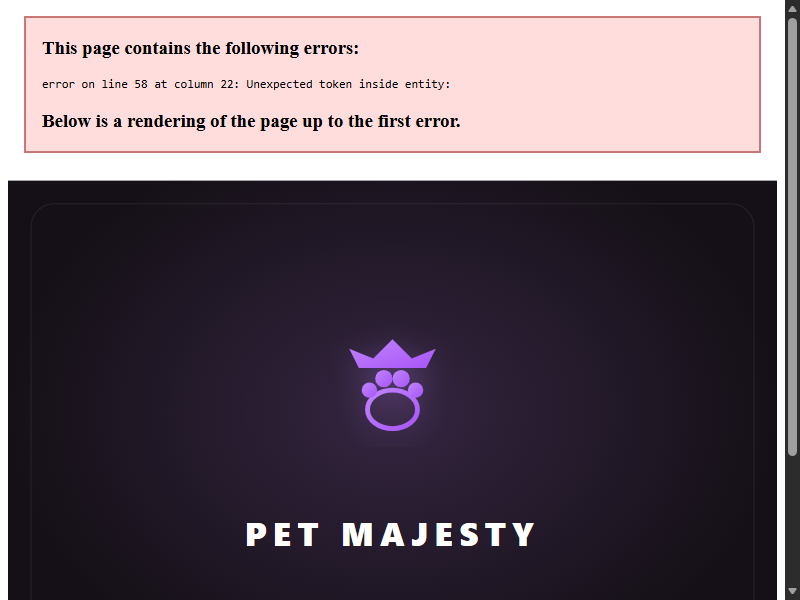 This page contains the following errors:
error on line 58 at column 22: Unexpected token inside entity:
Below is a rendering of the page up to the first error.
PET MAJESTY